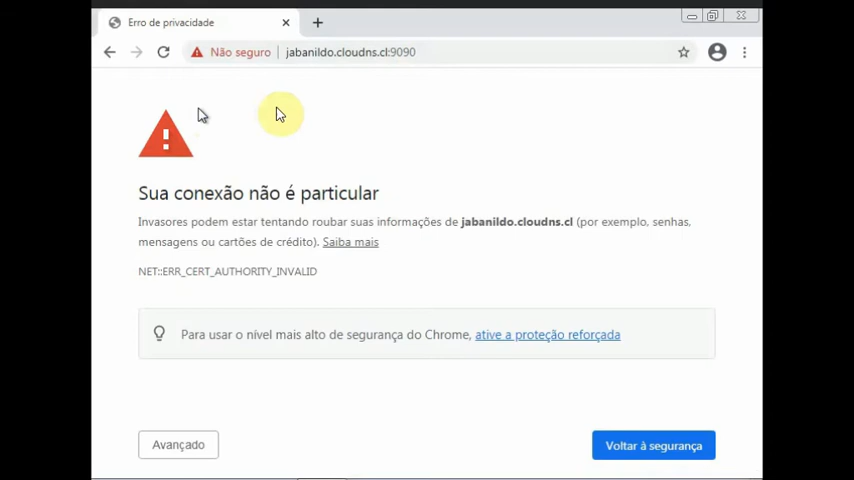 Erro de privacidade
Não seguro
jabanildo.cloudns.cl:9090
Sua conexão não é particular
Invasores podem estar tentando roubar suas informações de jabanildo.cloudns.cl (por exemplo, senhas,
mensagens ou cartões de crédito). Saiba mais
NET::ERR_CERT_AUTHORITY_INVALID
Para usar o nível mais alto de segurança do Chrome, ative a proteção reforçada
Avançado
Voltar à segurança